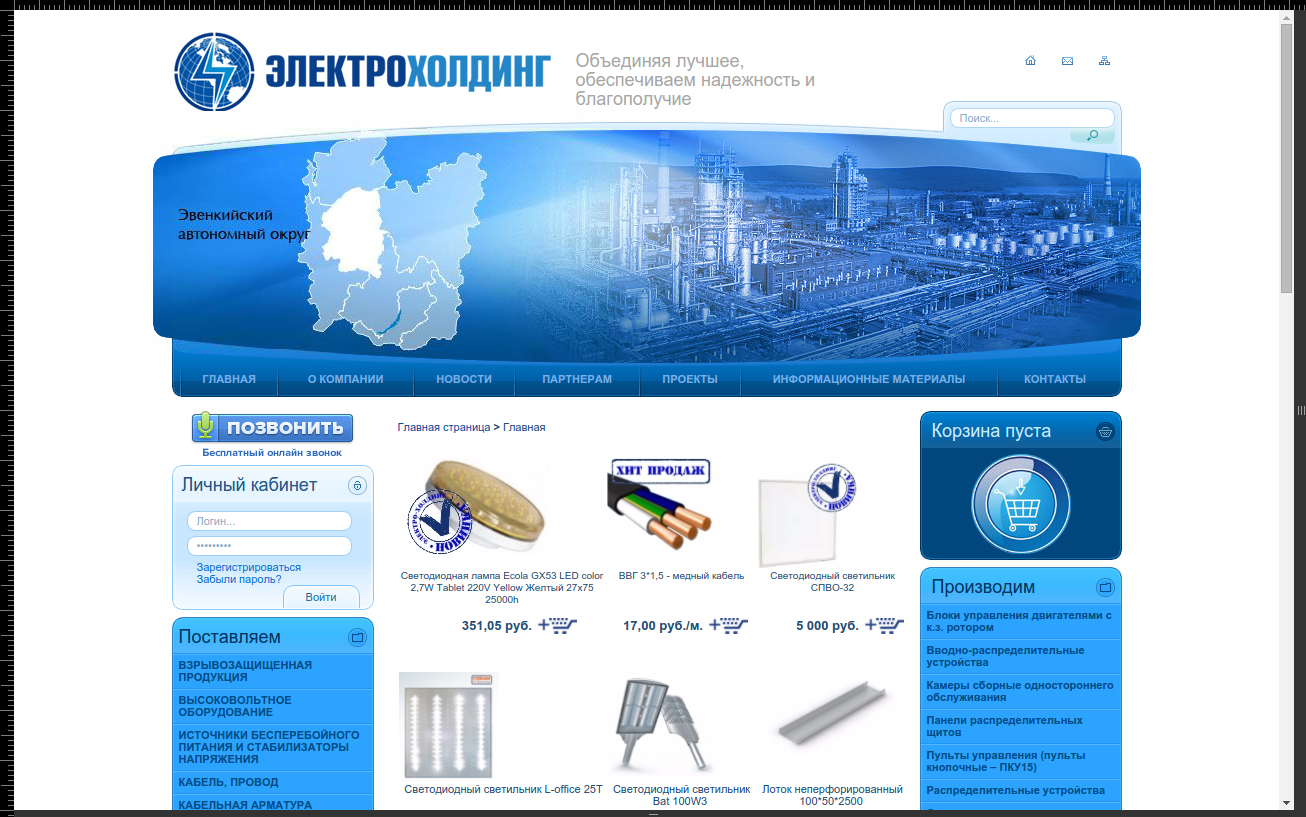 ЭЛЕКТРОХОЛДИНГ
Объединяя лучшее,
обеспечиваем надежность и
благополучие
Поиск...
Эвенкийский
автономный округ
ГЛАВНАЯ
О КОМПАНИИ
НОВОСТИ
ПАРТНЕРАМ
ПРОЕКТЫ
ИНФОРМАЦИОННЫЕ МАТЕРИАЛЫ
КОНТАКТЫ
ПОЗВОНИТЬ
Бесплатный онлайн звонок
Личный кабинет
Логин...
•••••••••
Зарегистрироваться
Забыли пароль?
Войти
Поставляем
ВЗРЫВОЗАЩИЩЕННАЯ
ПРОДУКЦИЯ
ВЫСОКОВОЛЬТНОЕ
ОБОРУДОВАНИЕ
ИСТОЧНИКИ БЕСПЕРЕБОЙНОГО
ПИТАНИЯ И СТАБИЛИЗАТОРЫ
НАПРЯЖЕНИЯ
КАБЕЛЬ, ПРОВОД
КАБЕЛЬНАЯ АРМАТУРА
Главная страница > Главная
Светодиодная лампа Ecola GX53 LED color
2,7W Tablet 220V Yellow Желтый 27x75
25000h
351,05 руб.
ХИТ ПРОДАЖ
ВВГ 3*1,5 - медный кабель
17,00 руб./м.
Светодиодный светильник
СПВО-32
5 000 руб.
Светодиодный светильник L-office 25T
Светодиодный светильник
Bat 100W3
Лоток неперфорированный
100*50*2500
Корзина пуста
Производим
Блоки управления двигателями с
к.з. ротором
Вводно-распределительные
устройства
Камеры сборные одностороннего
обслуживания
Панели распределительных
щитов
Пульты управления (пульты
кнопочные – ПКУ15)
Распределительные устройства